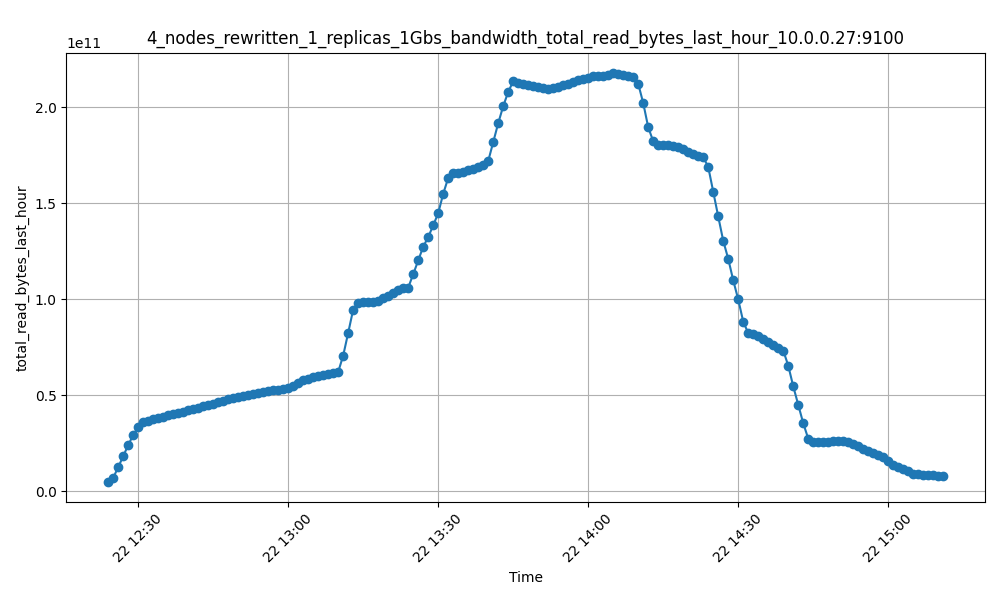 4_nodes_rewritten_1_replicas_1Gbs_bandwidth_total_read_bytes_last_hour_10.0.0.27:9100
1e11
2.0
1.5
1.0
0.5
0.0
total_read_bytes_last_hour
22 12:30
22 13:00
22 13:30
22 14:00
22 14:30
22 15:00
Time